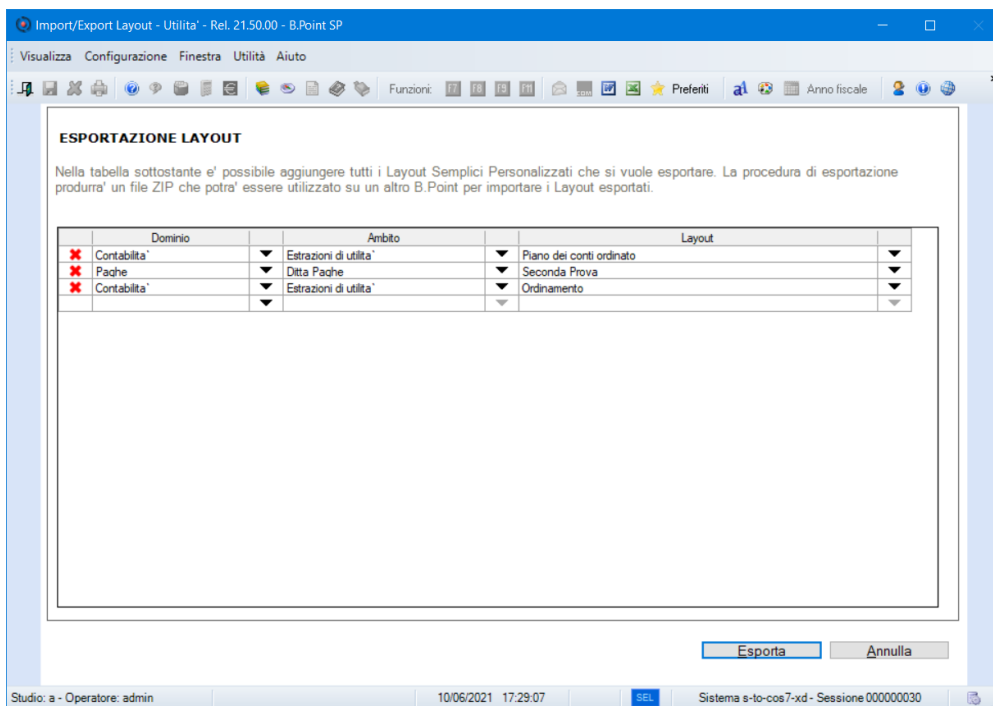 Import/Export Layout - Utilita' - Rel. 21.50.00 - B.Point SP
Visualizza Configurazione Finestra Utilità Aiuto
Funzioni: F7 F8 F5 F11 Preferiti Anno fiscale
ESPORTAZIONE LAYOUT
Nella tabella sottostante e' possibile aggiungere tutti i Layout Semplici Personalizzati che si vuole esportare. La procedura di esportazione
produrra' un file ZIP che potra' essere utilizzato su un altro B.Point per importare i Layout esportati.
Dominio Ambito Layout
Contabilita` Estrazioni di utilita` Piano dei conti ordinato
Paghe Ditta Paghe Seconda Prova
Contabilita` Estrazioni di utilita` Ordinamento
Esporta Annulla
Studio: a - Operatore: admin 10/06/2021 17:29:07 SEL Sistema s-to-cos7-xd - Sessione 000000030